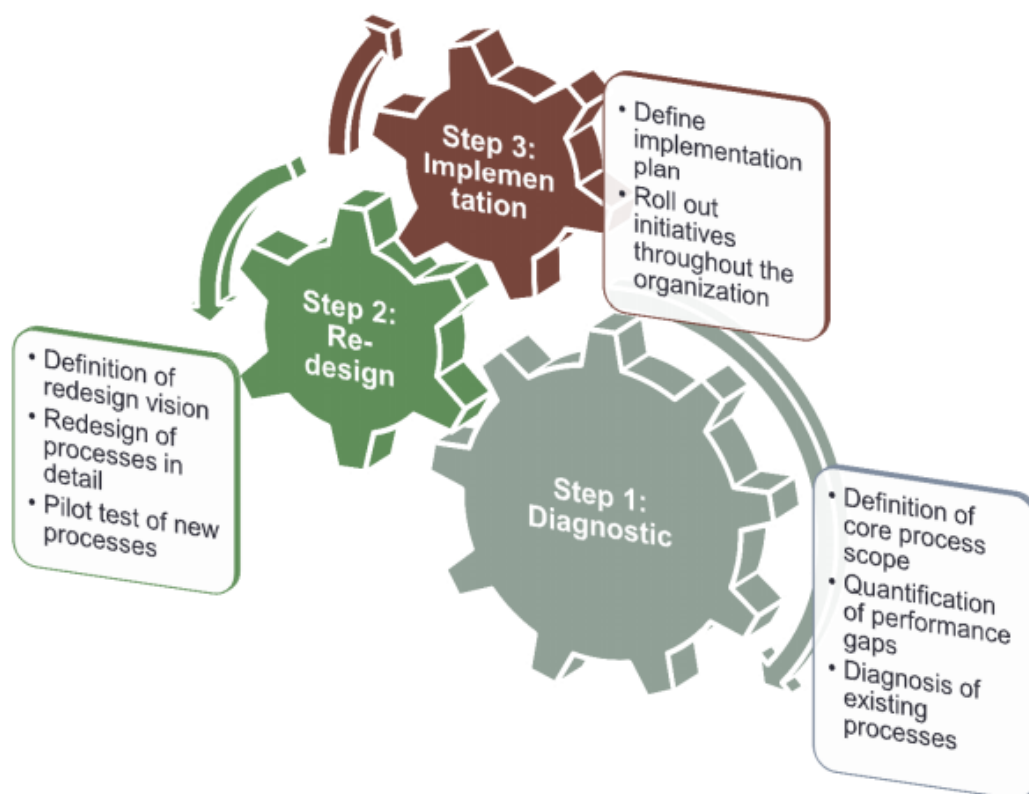 Step 3:
Implemen
tation
• Define
implementation
plan
• Roll out
initiatives
throughout the
organization
Step 2:
Re-
design
• Definition of
redesign vision
• Redesign of
processes in
detail
• Pilot test of new
processes
Step 1:
Diagnostic
• Definition of
core process
scope
• Quantification
of performance
gaps
• Diagnosis of
existing
processes